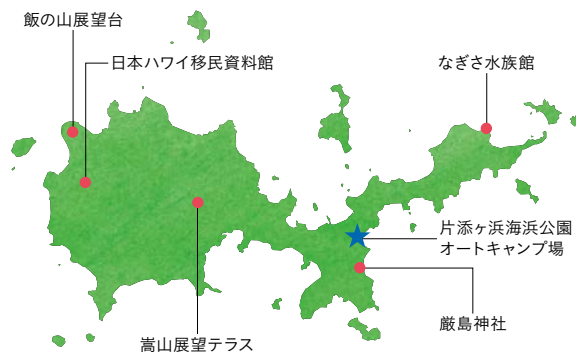 飯の山展望台
日本ハワイ移民資料館
なぎさ水族館
片添ヶ浜海浜公園
オートキャンプ場
厳島神社
嵩山展望テラス